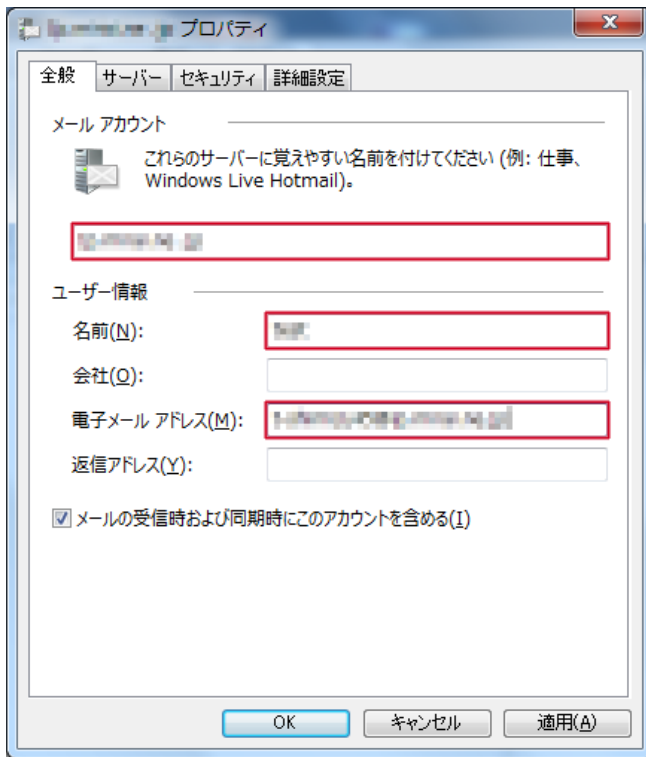 プロパティ
全般 サーバー セキュリティ 詳細設定
メール アカウント
これらのサーバーに覚えやすい名前を付けてください (例: 仕事、
Windows Live Hotmail)。
ユーザー情報
名前(N):
会社(O):
電子メール アドレス(M):
返信アドレス(Y):
メールの受信時および同期時にこのアカウントを含める(I)
OK キャンセル 適用(A)